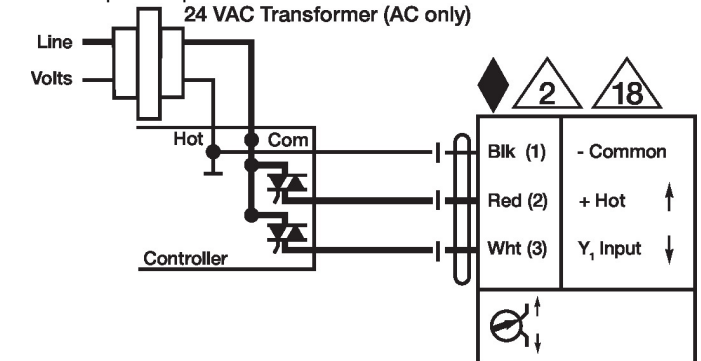 24 VAC Transformer (AC only)
Line
Volts
2
18
Hot
Com
Blk (1)
- Common
Red (2)
+ Hot
Wht (3)
Y₁ Input
Controller